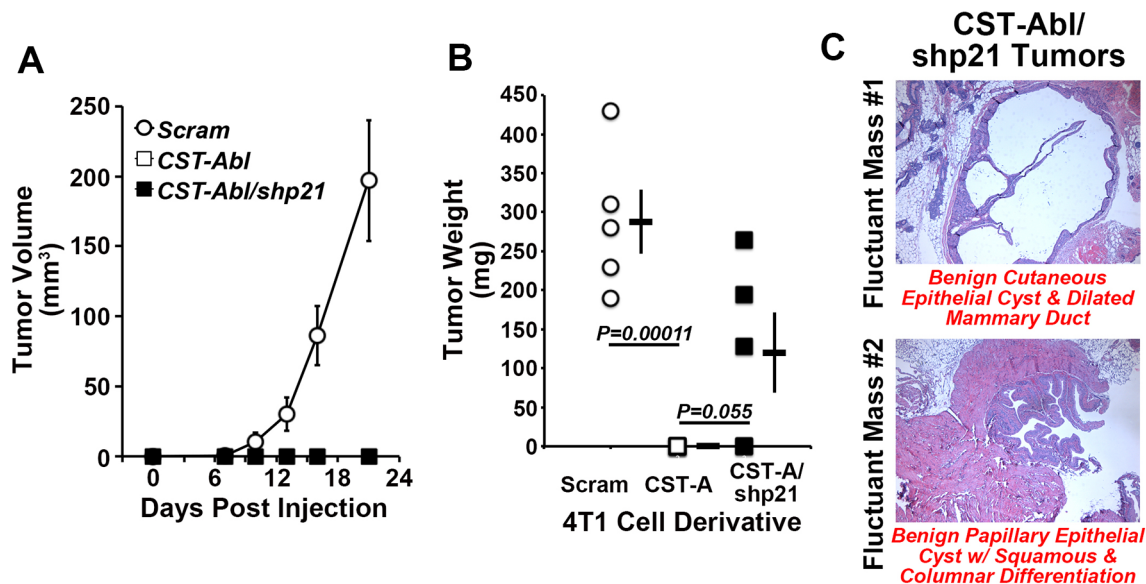 A
250
200
150
100
50
0
Tumor Volume
(mm³)
Scram
CST-Abl
CST-Abl/shp21
0
6
12
18
24
Days Post Injection
B
450
400
350
300
250
200
150
100
50
0
Tumor Weight
(mg)
P=0.00011
P=0.055
Scram
CST-A
CST-A/
shp21
4T1 Cell Derivative
C
CST-Abl/
shp21 Tumors
Fluctuant Mass #1
Benign Cutaneous
Epithelial Cyst & Dilated
Mammary Duct
Fluctuant Mass #2
Benign Papillary Epithelial
Cyst w/ Squamous &
Columnar Differentiation